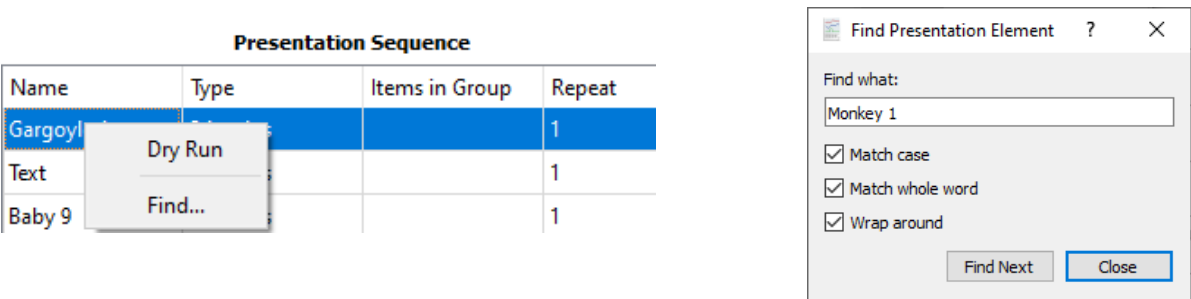 Presentation Sequence
Name Type Items in Group Repeat
Gargoyl 1
Dry Run
Text 1
Find...
Baby 9 1
Find Presentation Element ? ×
Find what:
Monkey 1
Match case
Match whole word
Wrap around
Find Next Close